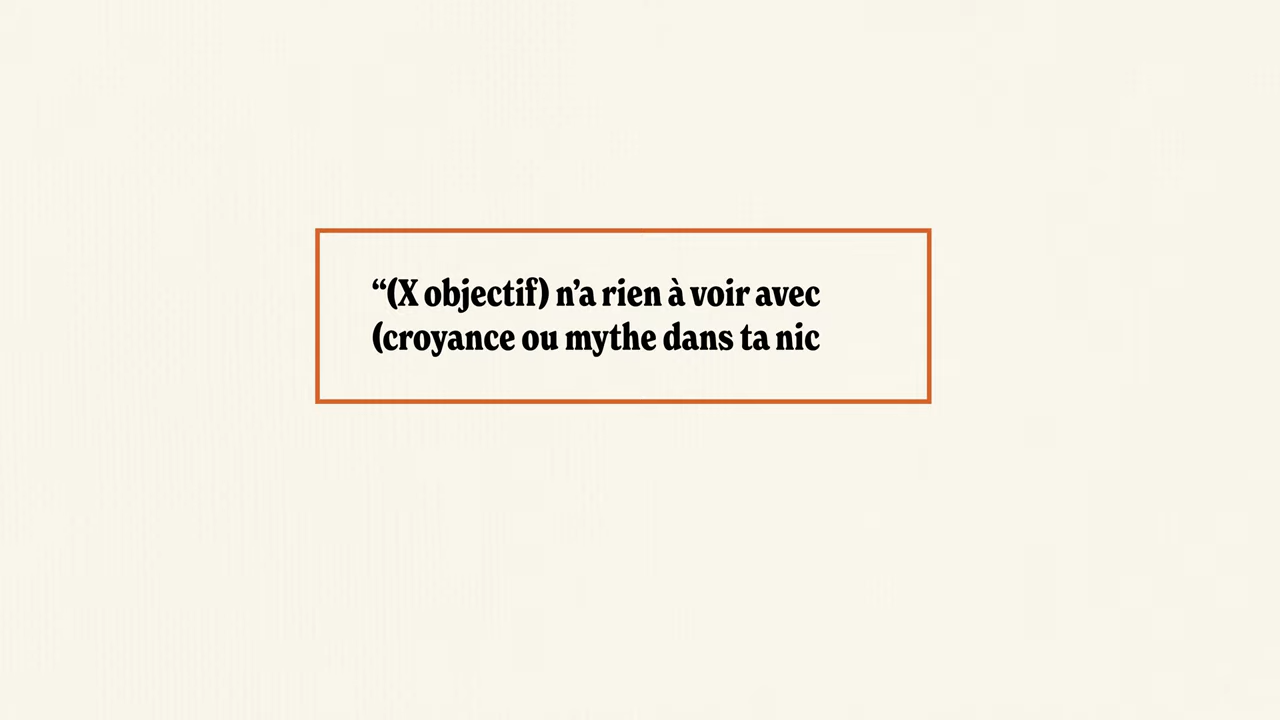 “(X objectif) n’a rien à voir avec
(croyance ou mythe dans ta nic